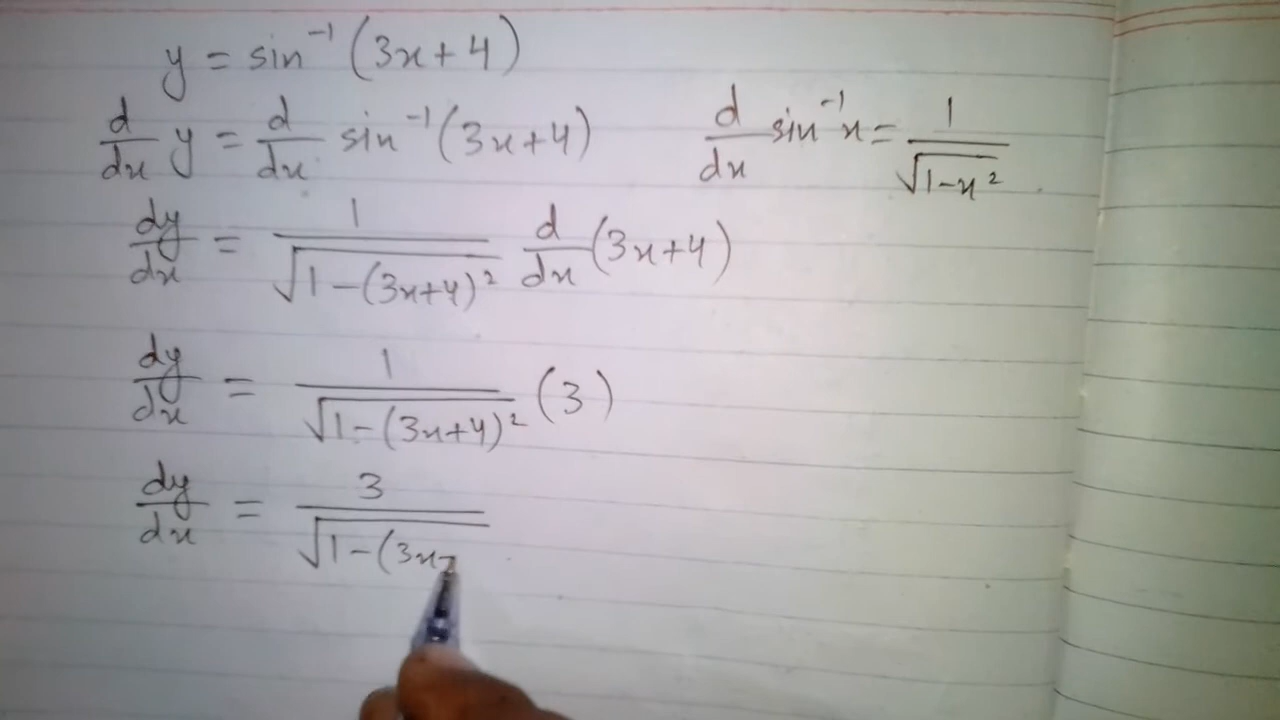 y = sin⁻¹ (3x + 4)
d/dx y = d/dx sin⁻¹ (3x+4)
d/dx sin⁻¹ x = 1/√(1-x²)
dy/dx = 1/√(1-(3x+4)²) d/dx (3x+4)
dy/dx = 1/√(1-(3x+4)²) (3)
dy/dx = 3/√(1-(3x